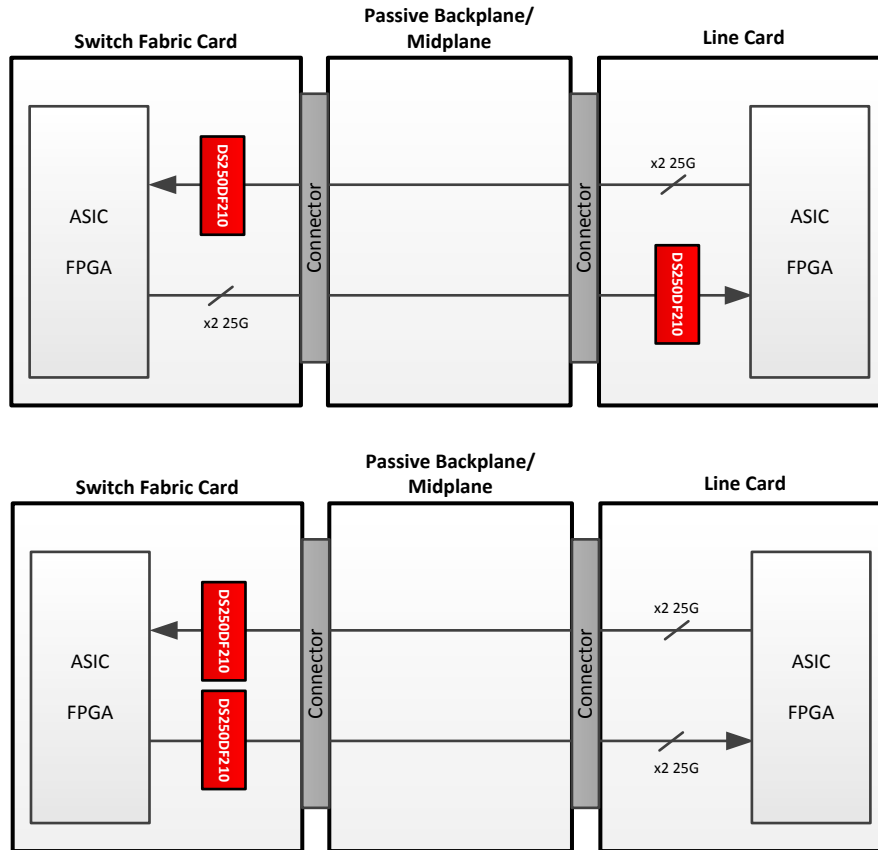 Passive Backplane/
Midplane
Switch Fabric Card
Line Card
DS250DF210
x2 25G
ASIC
FPGA
Connector
Connector
ASIC
FPGA
DS250DF210
x2 25G
Passive Backplane/
Midplane
Switch Fabric Card
Line Card
DS250DF210
x2 25G
ASIC
FPGA
Connector
Connector
ASIC
FPGA
DS250DF210
x2 25G